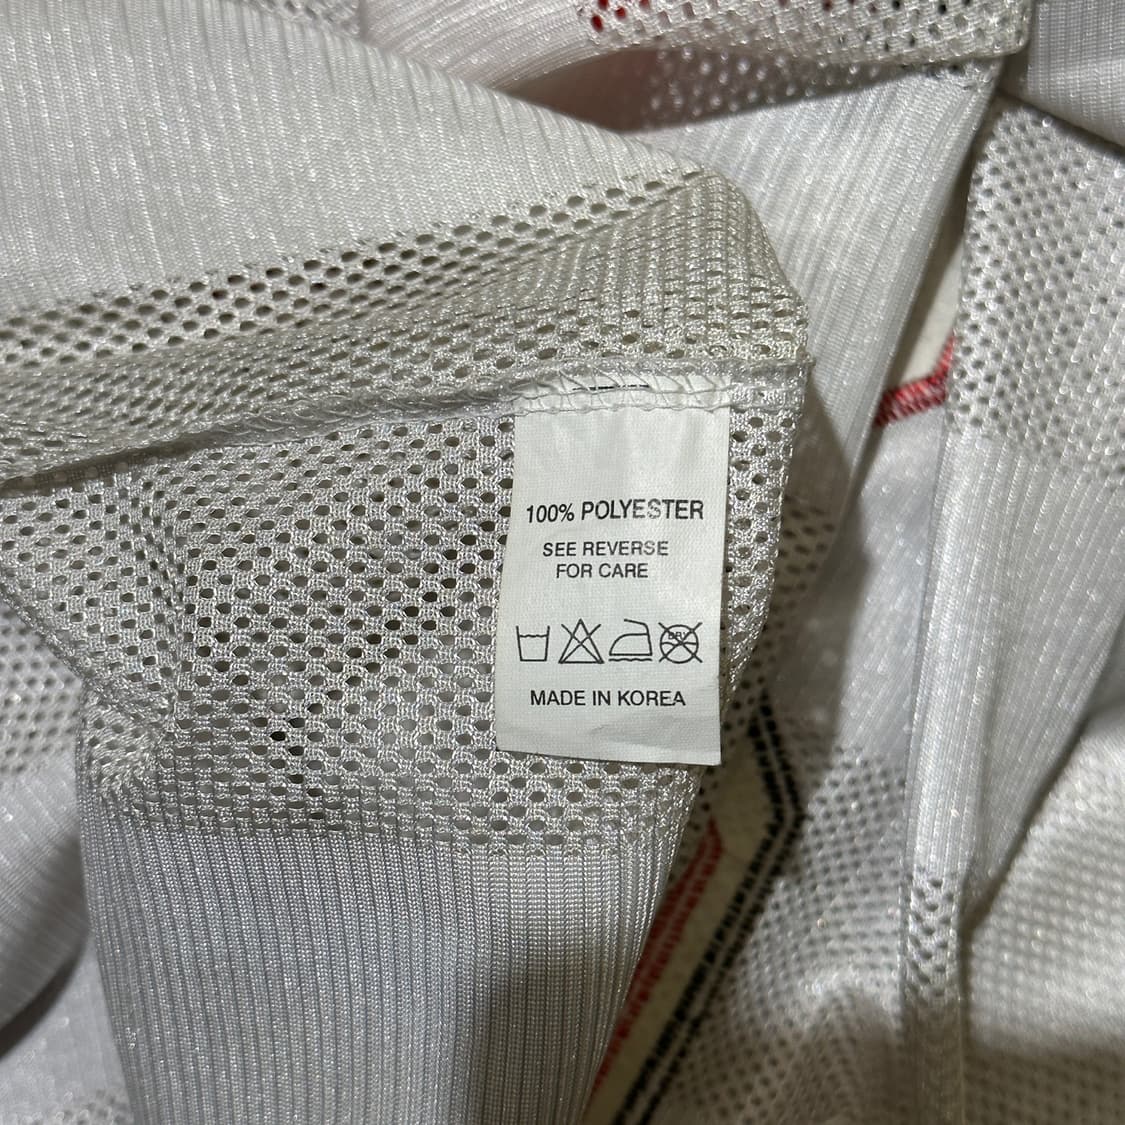 100% POLYESTER
SEE REVERSE
FOR CARE
DRY
MADE IN KOREA